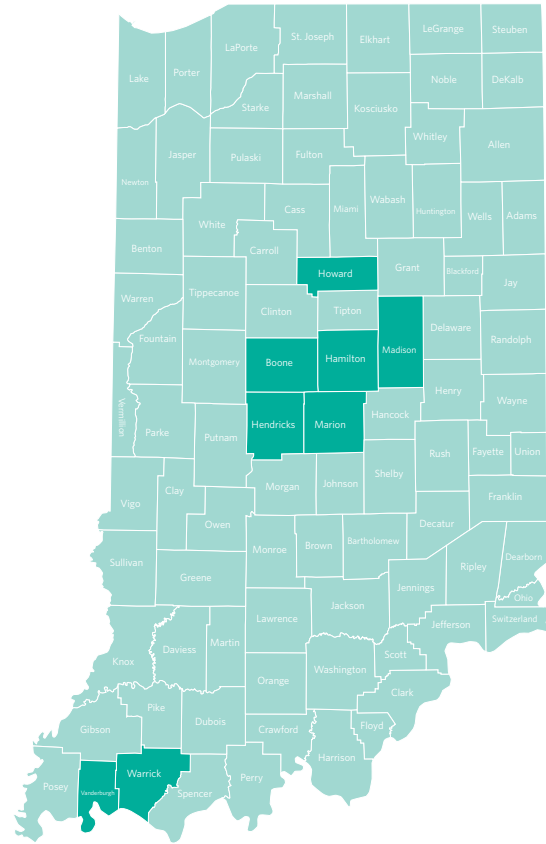 LaGrange
Steuben
St. Joseph
Elkhart
LaPorte
Lake
Porter
Noble
DeKalb
Marshall
Starke
Kosciusko
Whitley
Allen
Jasper
Pulaski
Fulton
Newton
Cass
Miami
Wabash
Huntington
Wells
Adams
White
Benton
Carroll
Howard
Grant
Blackford
Jay
Warren
Tippecanoe
Clinton
Tipton
Fountain
Delaware
Randolph
Montgomery
Boone
Hamilton
Madison
Henry
Wayne
Vermillion
Parke
Putnam
Hendricks
Marion
Hancock
Rush
Fayette
Union
Morgan
Johnson
Shelby
Vigo
Clay
Franklin
Owen
Decatur
Monroe
Brown
Bartholomew
Sullivan
Greene
Dearborn
Ripley
Jennings
Ohio
Lawrence
Jackson
Jefferson
Switzerland
Knox
Daviess
Martin
Scott
Orange
Washington
Clark
Pike
Dubois
Gibson
Crawford
Floyd
Harrison
Posey
Vanderburgh
Warrick
Spencer
Perry